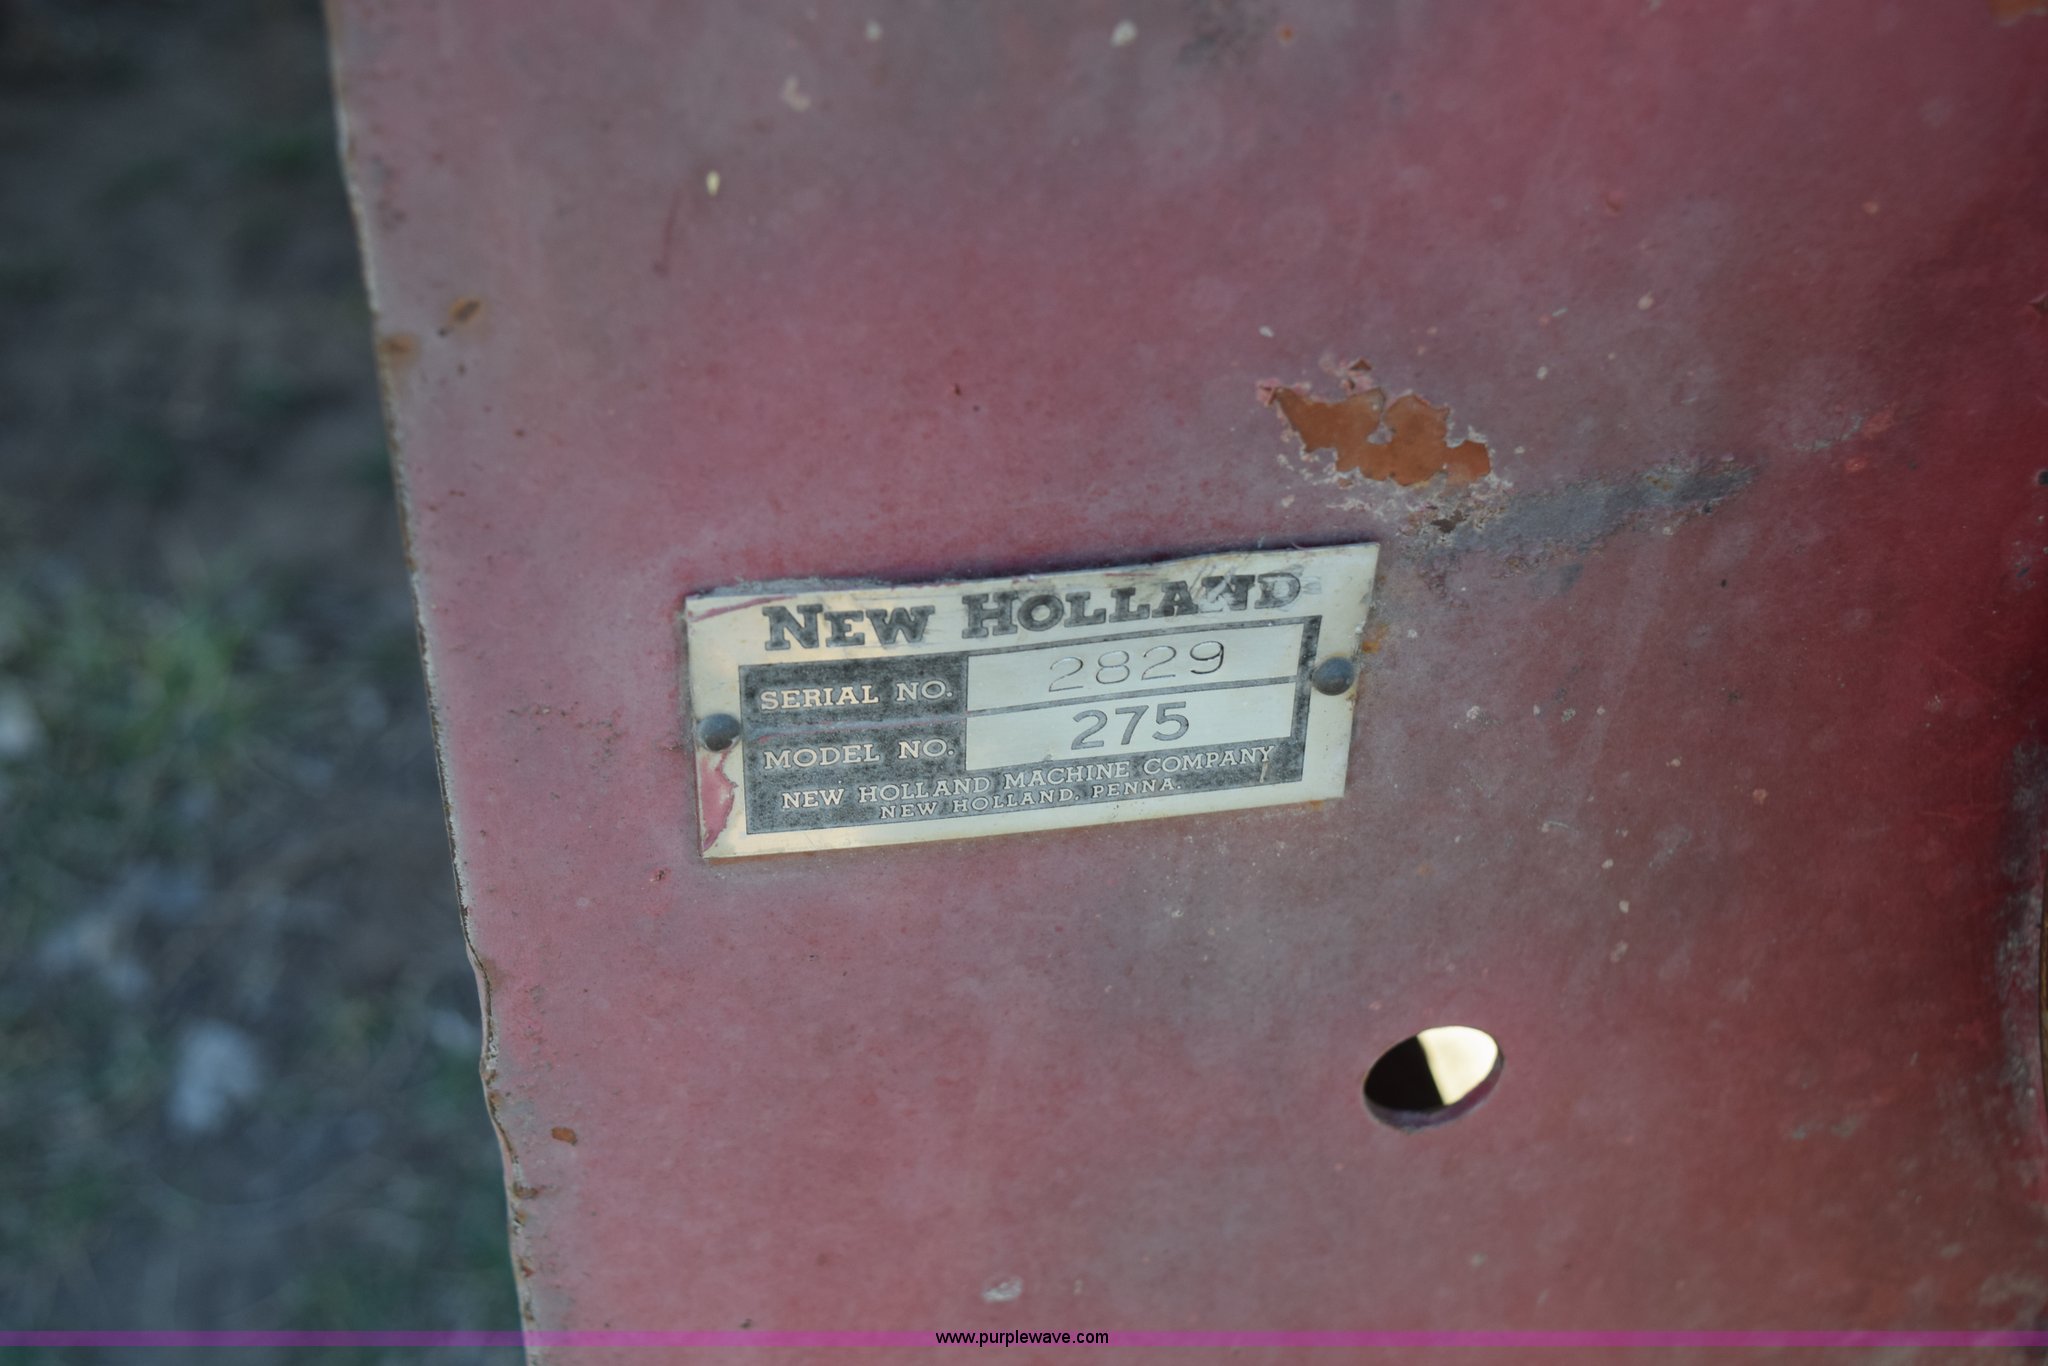 NEW HOLLAND
SERIAL NO. 2829
MODEL NO. 275
NEW HOLLAND MACHINE COMPANY
NEW HOLLAND, PENNA.
www.purplewave.com